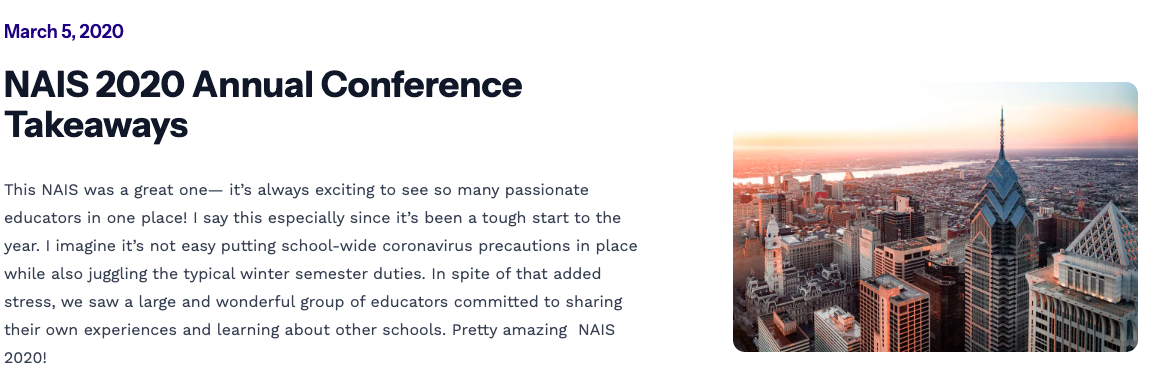 March 5, 2020
NAIS 2020 Annual Conference
Takeaways
This NAIS was a great one— it’s always exciting to see so many passionate
educators in one place! I say this especially since it’s been a tough start to the
year. I imagine it’s not easy putting school-wide coronavirus precautions in place
while also juggling the typical winter semester duties. In spite of that added
stress, we saw a large and wonderful group of educators committed to sharing
their own experiences and learning about other schools. Pretty amazing  NAIS
2020!